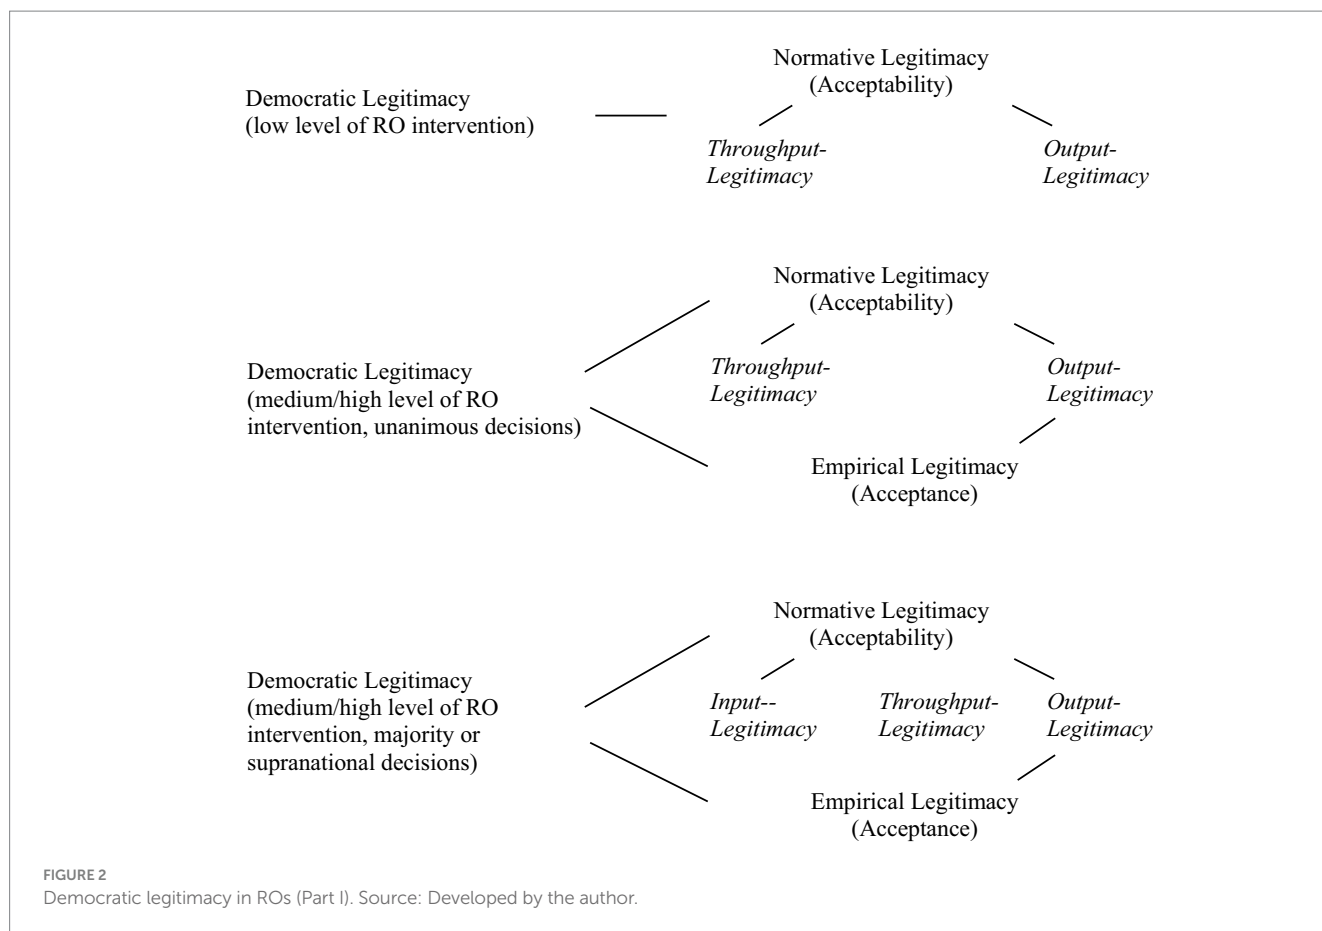 Normative Legitimacy
(Acceptability)
Democratic Legitimacy
(low level of RO intervention)
Throughput-
Legitimacy
Output-
Legitimacy
Normative Legitimacy
(Acceptability)
Throughput-
Legitimacy
Output-
Legitimacy
Democratic Legitimacy
(medium/high level of RO
intervention, unanimous decisions)
Empirical Legitimacy
(Acceptance)
Normative Legitimacy
(Acceptability)
Democratic Legitimacy
(medium/high level of RO
intervention, majority or
supranational decisions)
Input--
Legitimacy
Throughput-
Legitimacy
Output-
Legitimacy
Empirical Legitimacy
(Acceptance)
FIGURE 2
Democratic legitimacy in ROs (Part I). Source: Developed by the author.